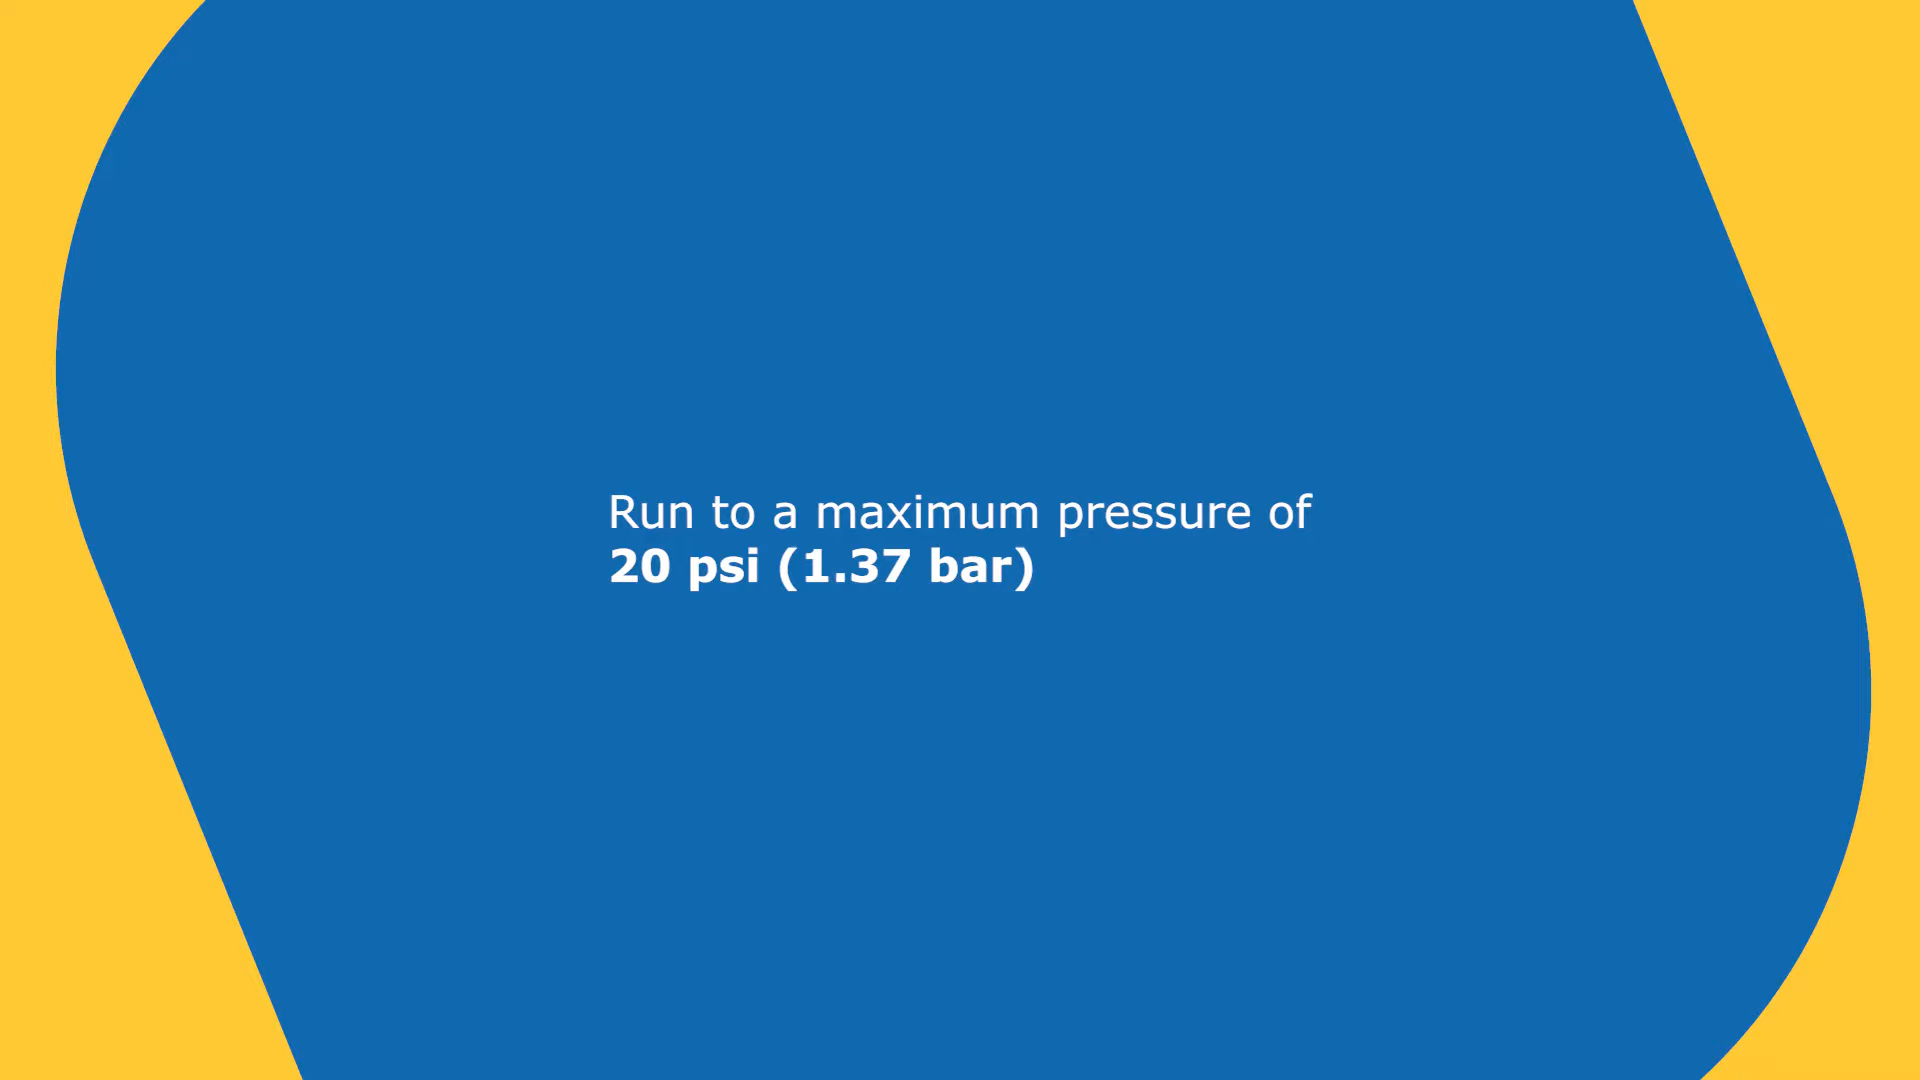 Run to a maximum pressure of
20 psi (1.37 bar)